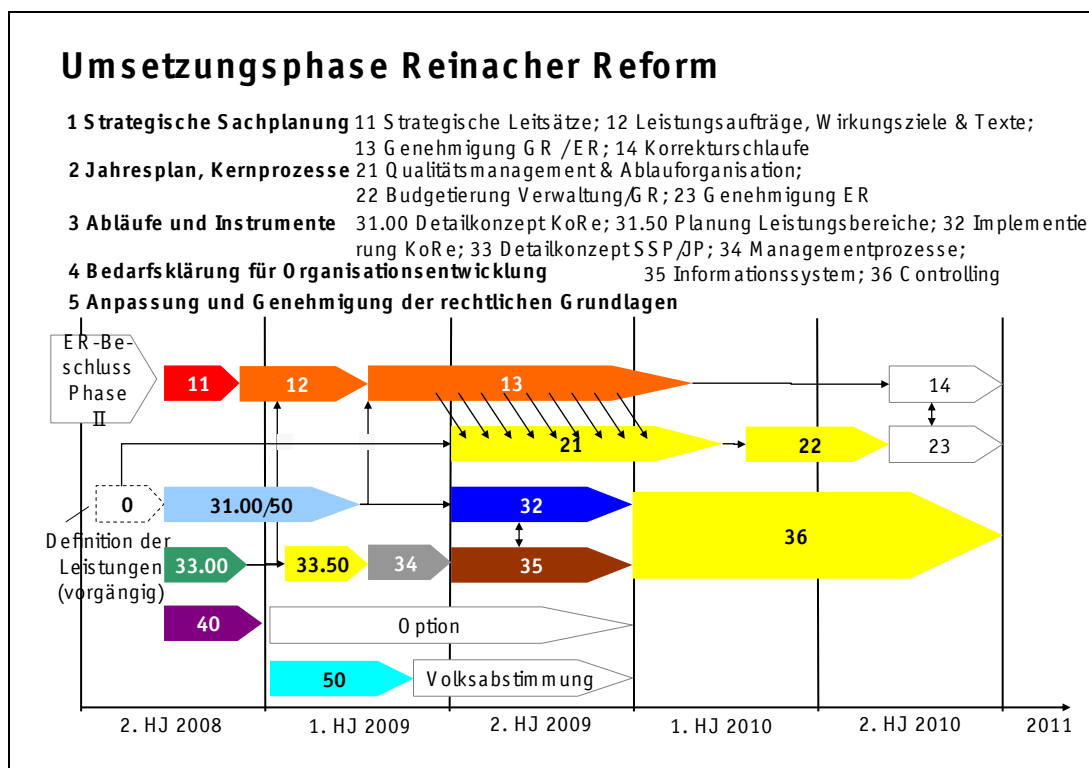 Umsetzungsphase Reinacher Reform
1 Strategische Sachplanung 11 Strategische Leitsätze; 12 Leistungsaufträge, Wirkungsziele & Texte;
13 Genehmigung GR /ER; 14 Korrekturschlaufe
2 Jahresplan, Kernprozesse 21 Qualitätsmanagement & Ablauforganisation;
22 Budgetierung Verwaltung/GR; 23 Genehmigung ER
3 Abläufe und Instrumente 31.00 Detailkonzept KoRe; 31.50 Planung Leistungsbereiche; 32 Implementie
rung KoRe; 33 Detailkonzept SSP/JP; 34 Managementprozesse;
4 Bedarfsklärung für Organisationsentwicklung 35 Informationssystem; 36 Controlling
5 Anpassung und Genehmigung der rechtlichen Grundlagen
ER-Be-
schluss
Phase
II
11
12
13
14
21
22
23
0
31.00/50
32
36
Definition der
Leistungen
(vorgängig)
33.00
33.50
34
35
40
Option
50
Volksabstimmung
2. HJ 2008
1. HJ 2009
2. HJ 2009
1. HJ 2010
2. HJ 2010
2011